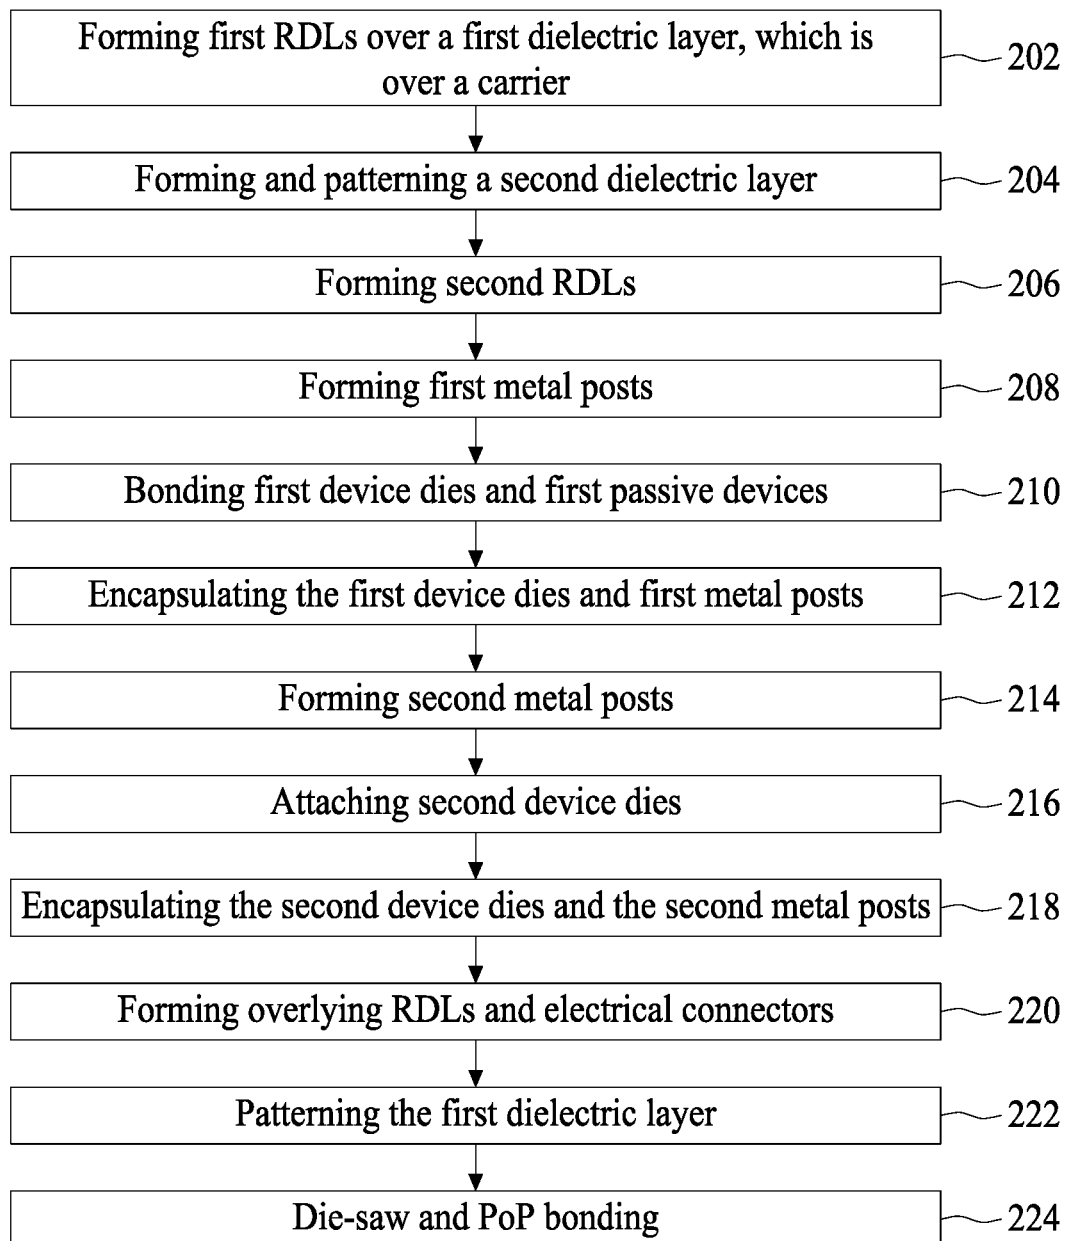 Forming first RDLs over a first dielectric layer, which is
over a carrier
202
Forming and patterning a second dielectric layer
204
Forming second RDLs
206
Forming first metal posts
208
Bonding first device dies and first passive devices
210
Encapsulating the first device dies and first metal posts
212
Forming second metal posts
214
Attaching second device dies
216
Encapsulating the second device dies and the second metal posts
218
Forming overlying RDLs and electrical connectors
220
Patterning the first dielectric layer
222
Die-saw and PoP bonding
224